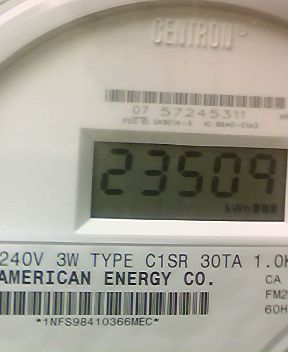 CENTRON®
07 57245311
23509
kWh
240V 3W TYPE C1SR 30TA 1.0K
AMERICAN ENERGY CO.
CA
FM2
60H
*1NFS98410366MEC*